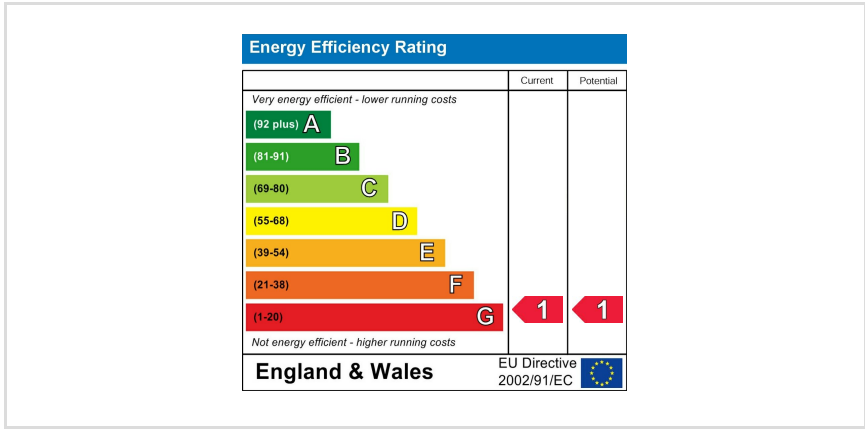 Energy Efficiency Rating
Current Potential
Very energy efficient - lower running costs
(92 plus) A
(81-91) B
(69-80) C
(55-68) D
(39-54) E
(21-38) F
(1-20) G 1 1
Not energy efficient - higher running costs
England & Wales
EU Directive
2002/91/EC